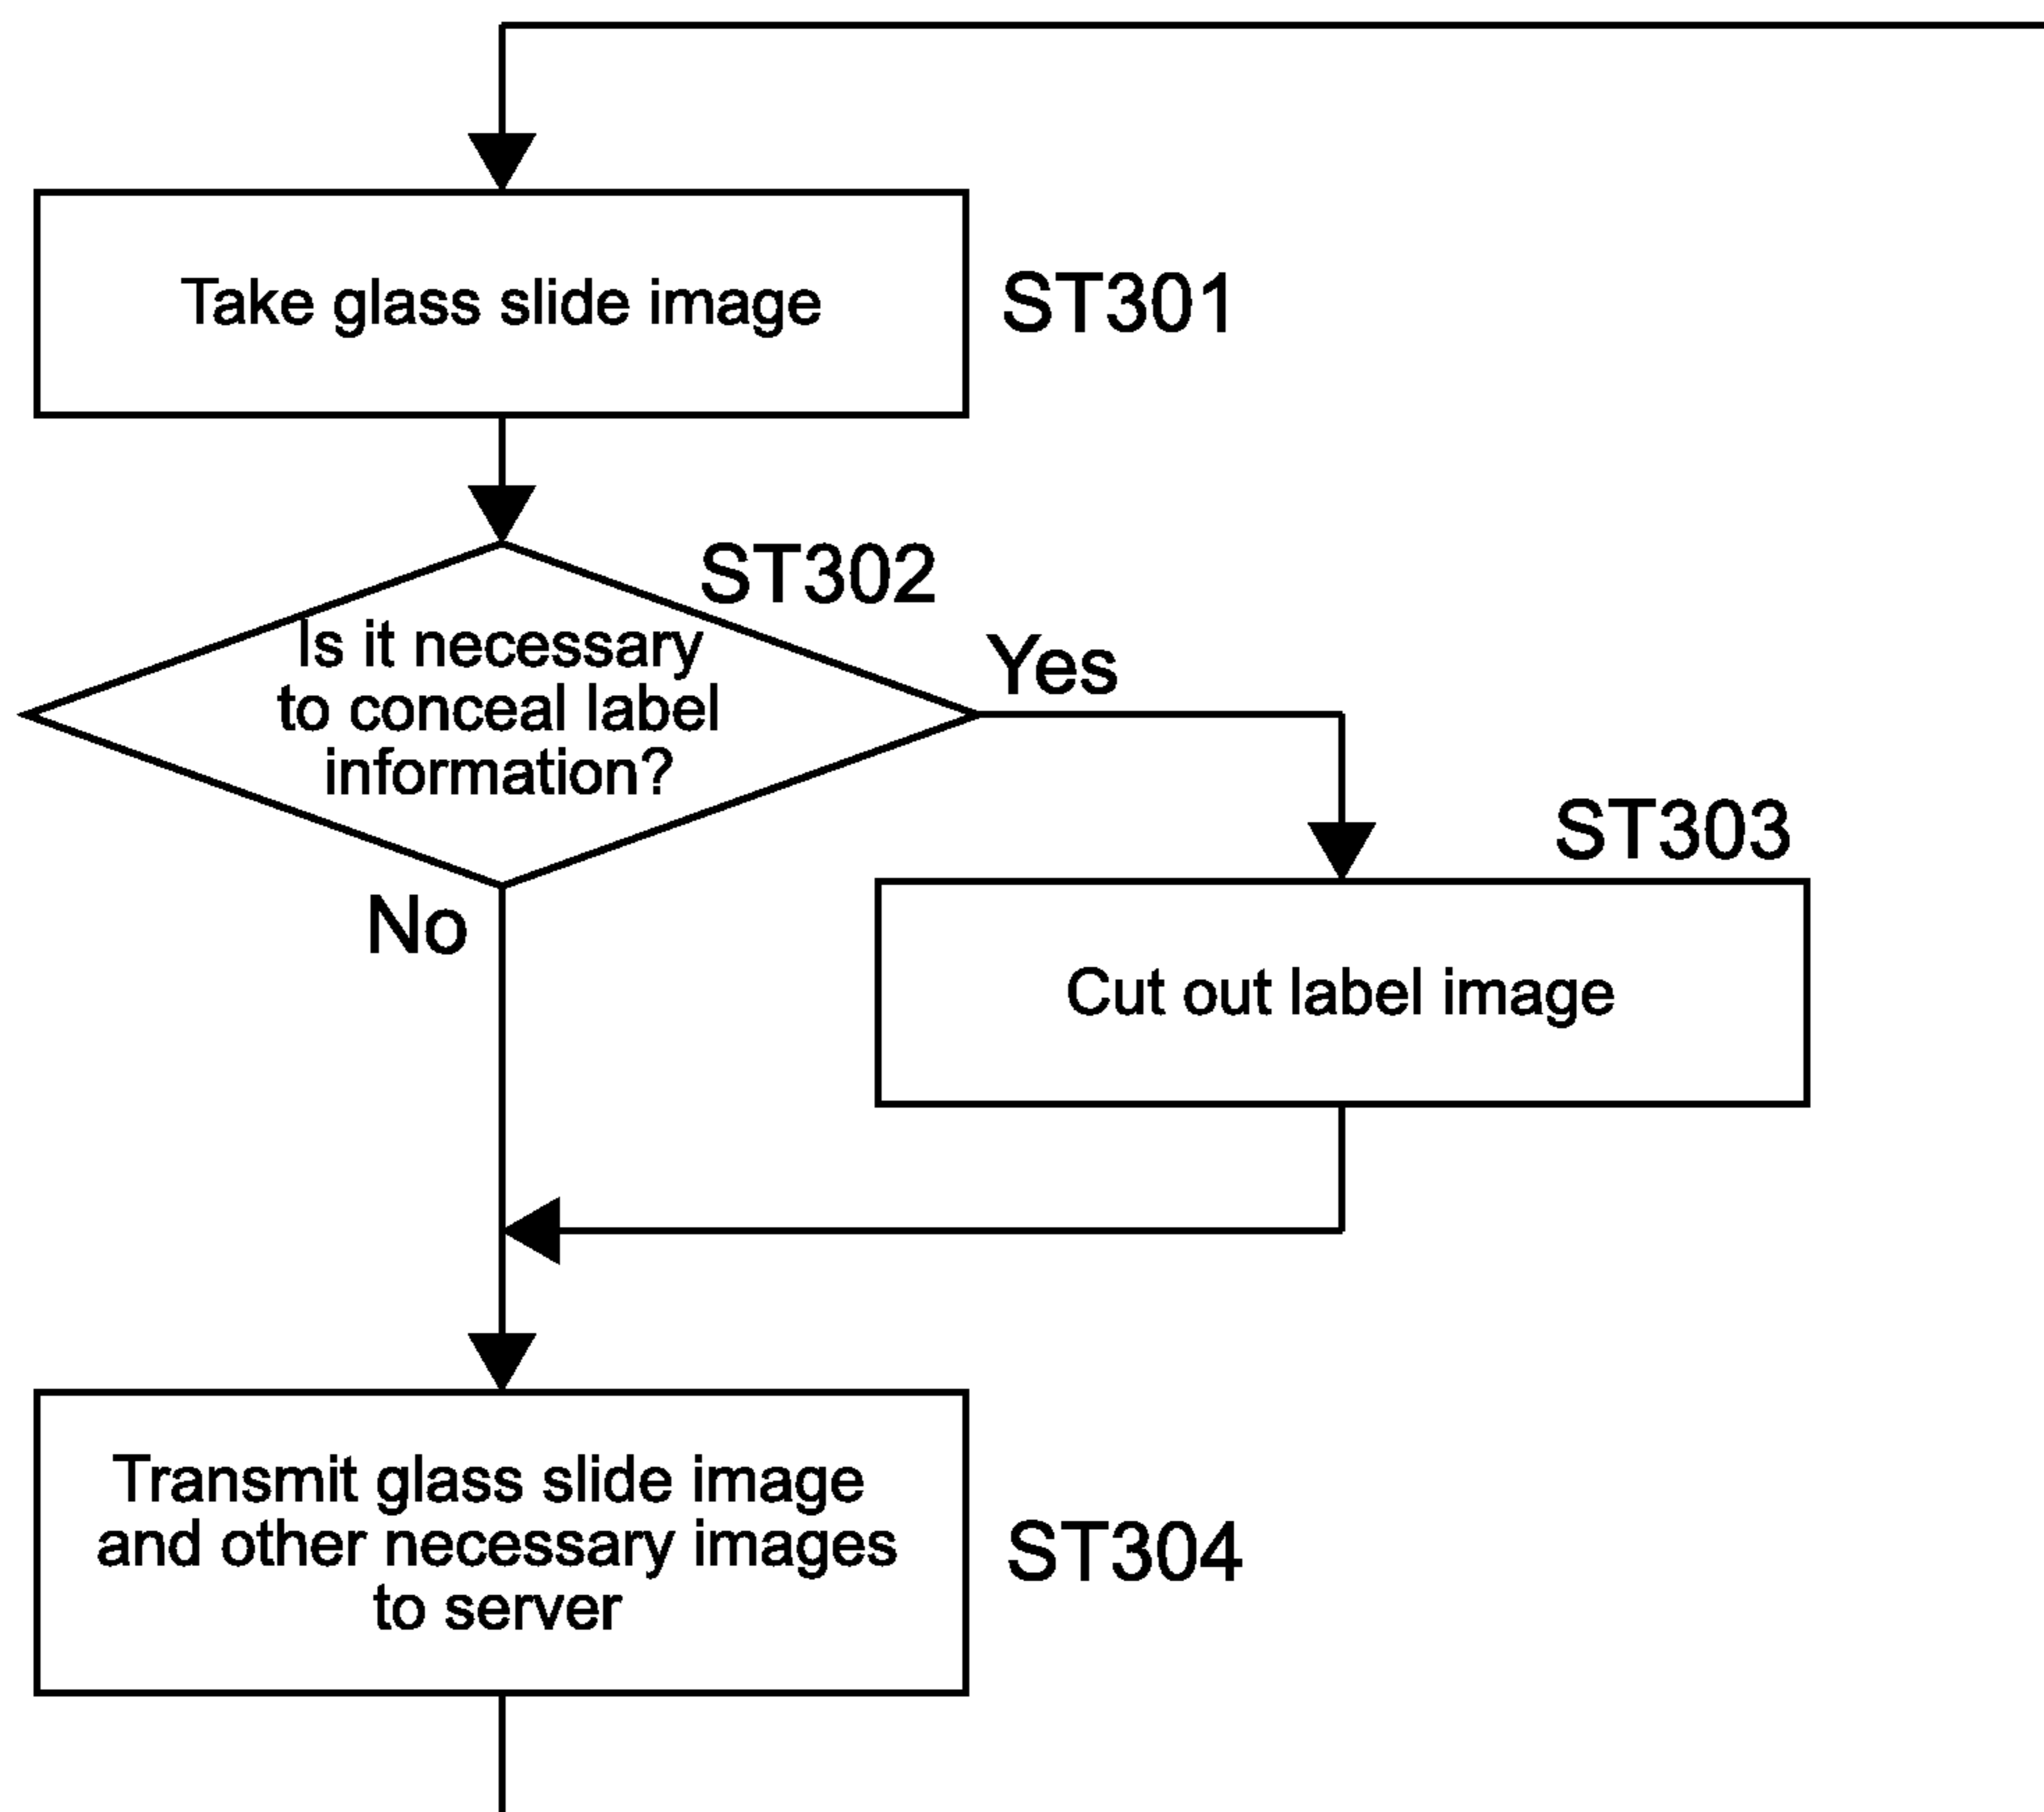 Take glass slide image
ST301
ST302
Is it necessary
to conceal label
information?
Yes
No
ST303
Cut out label image
Transmit glass slide image
and other necessary images
to server
ST304